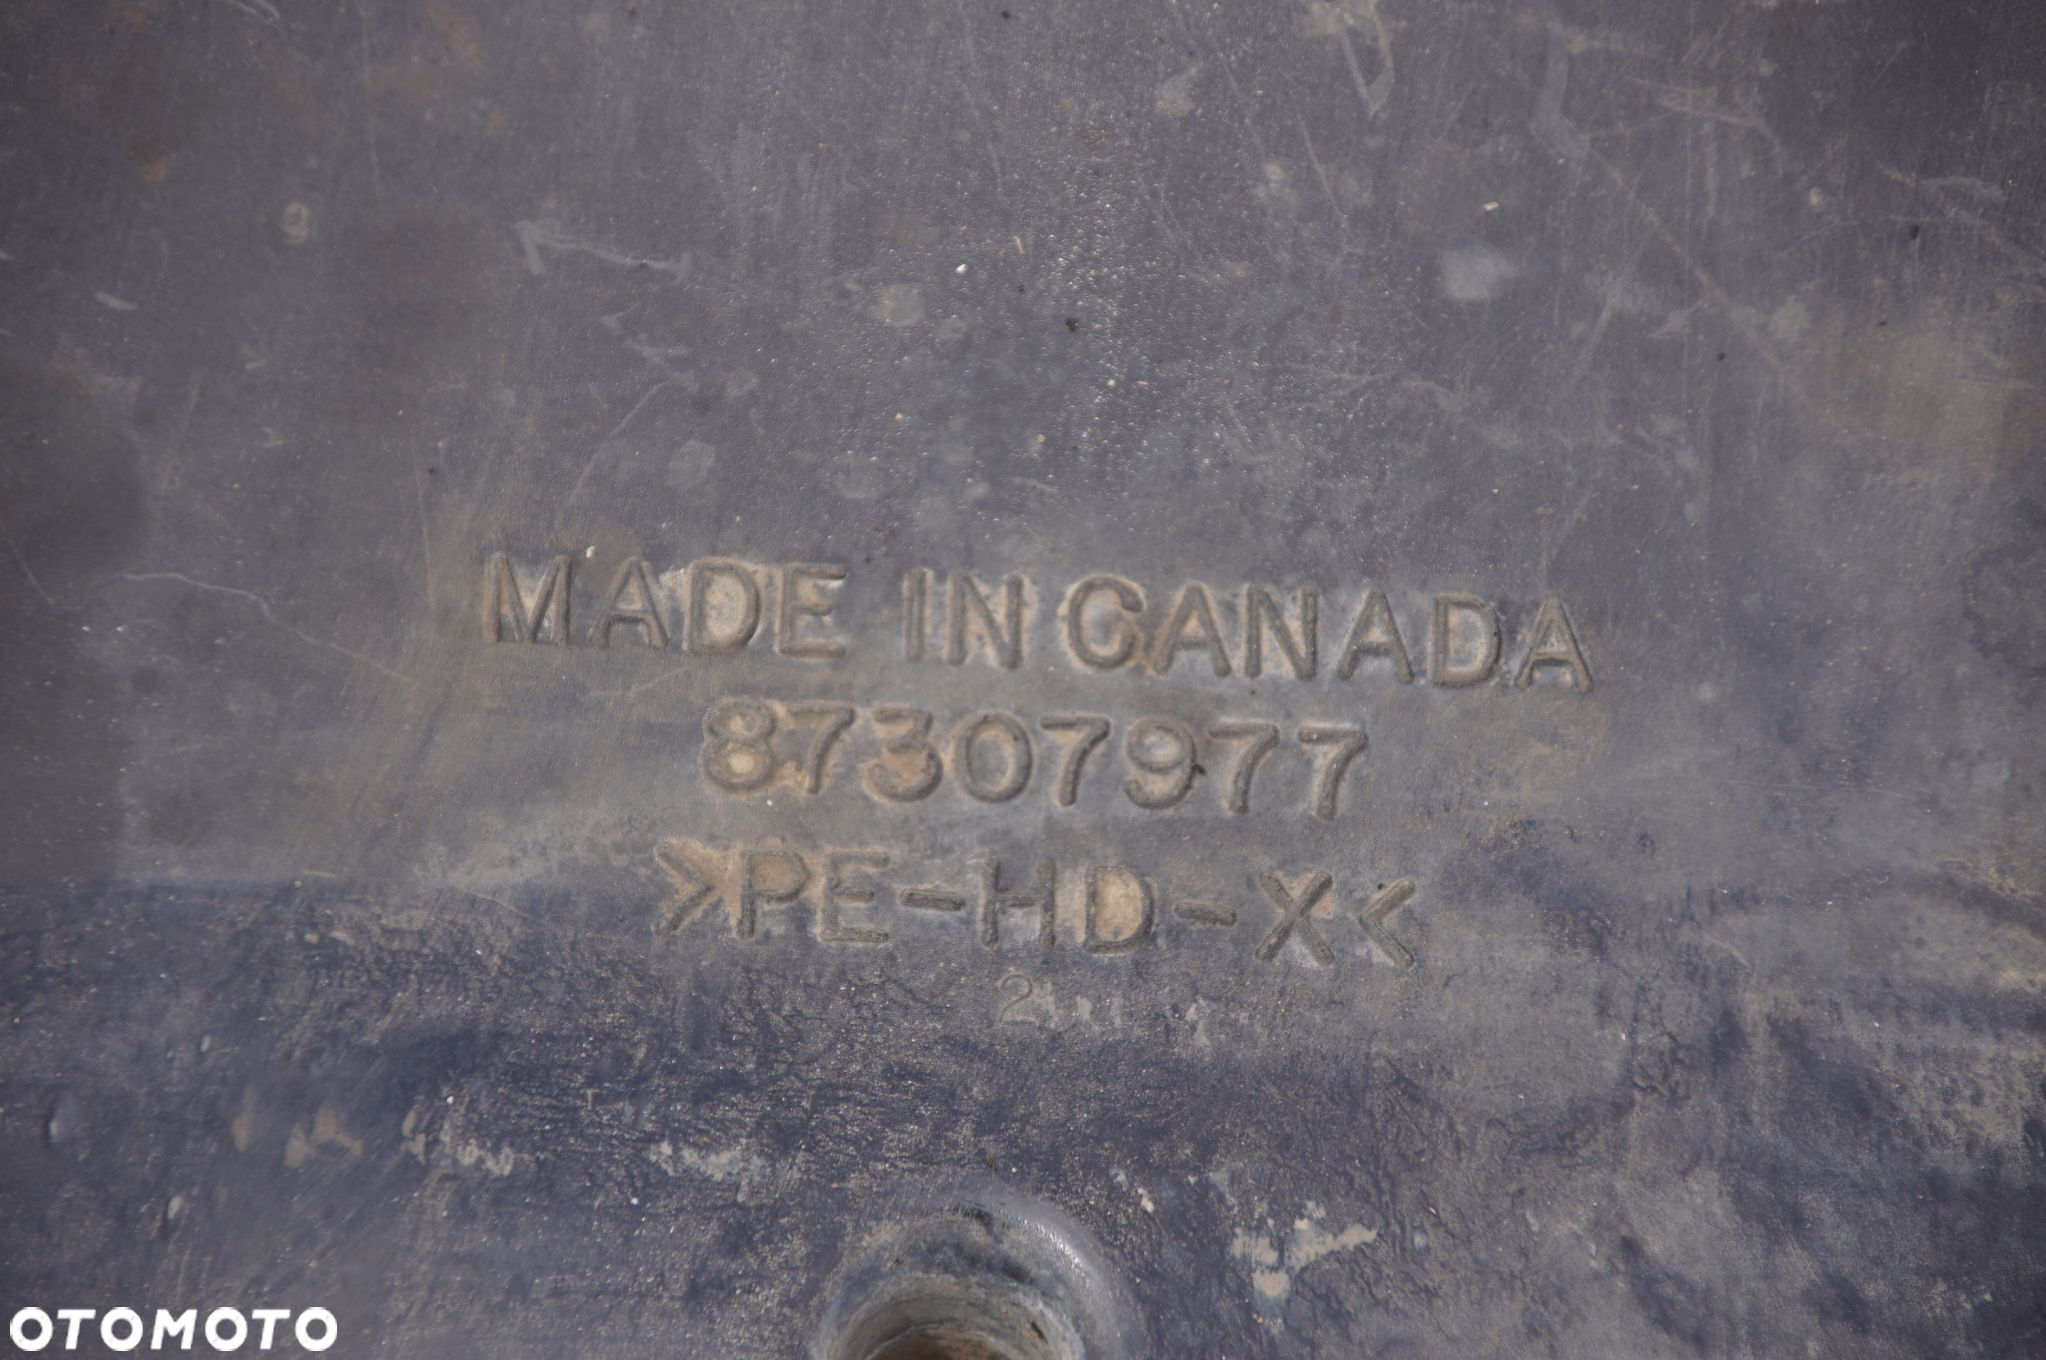 MADE IN CANADA
87307977
>PE-HD-X<
2
OTOMOTO